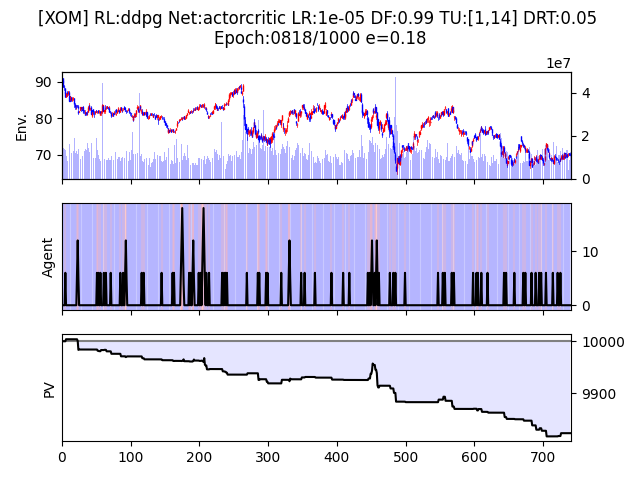 [XOM] RL:ddpg Net:actorcritic LR:1e-05 DF:0.99 TU:[1,14] DRT:0.05
Epoch:0818/1000 e=0.18
1e7
90
80
70
Env.
4
2
0
Agent
10
0
PV
10000
9900
0 100 200 300 400 500 600 700